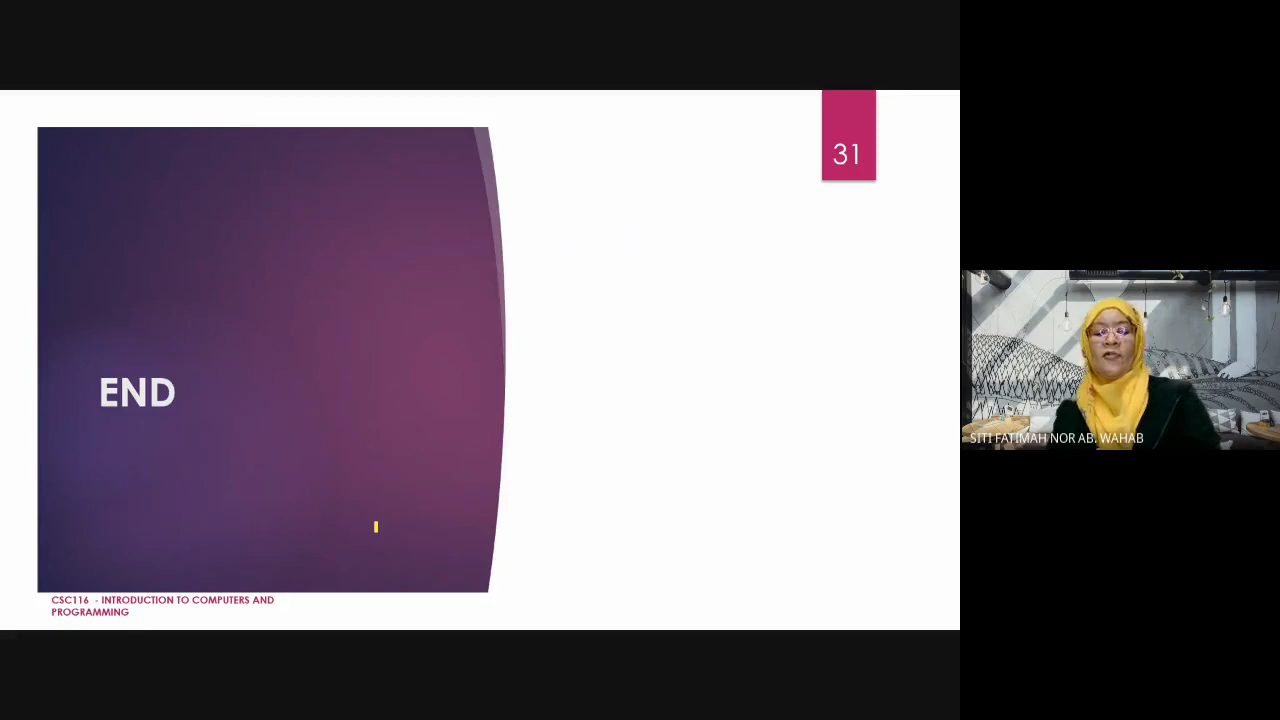 31
END
CSC116 - INTRODUCTION TO COMPUTERS AND
PROGRAMMING
SITI FATIMAH NOR AB. WAHAB